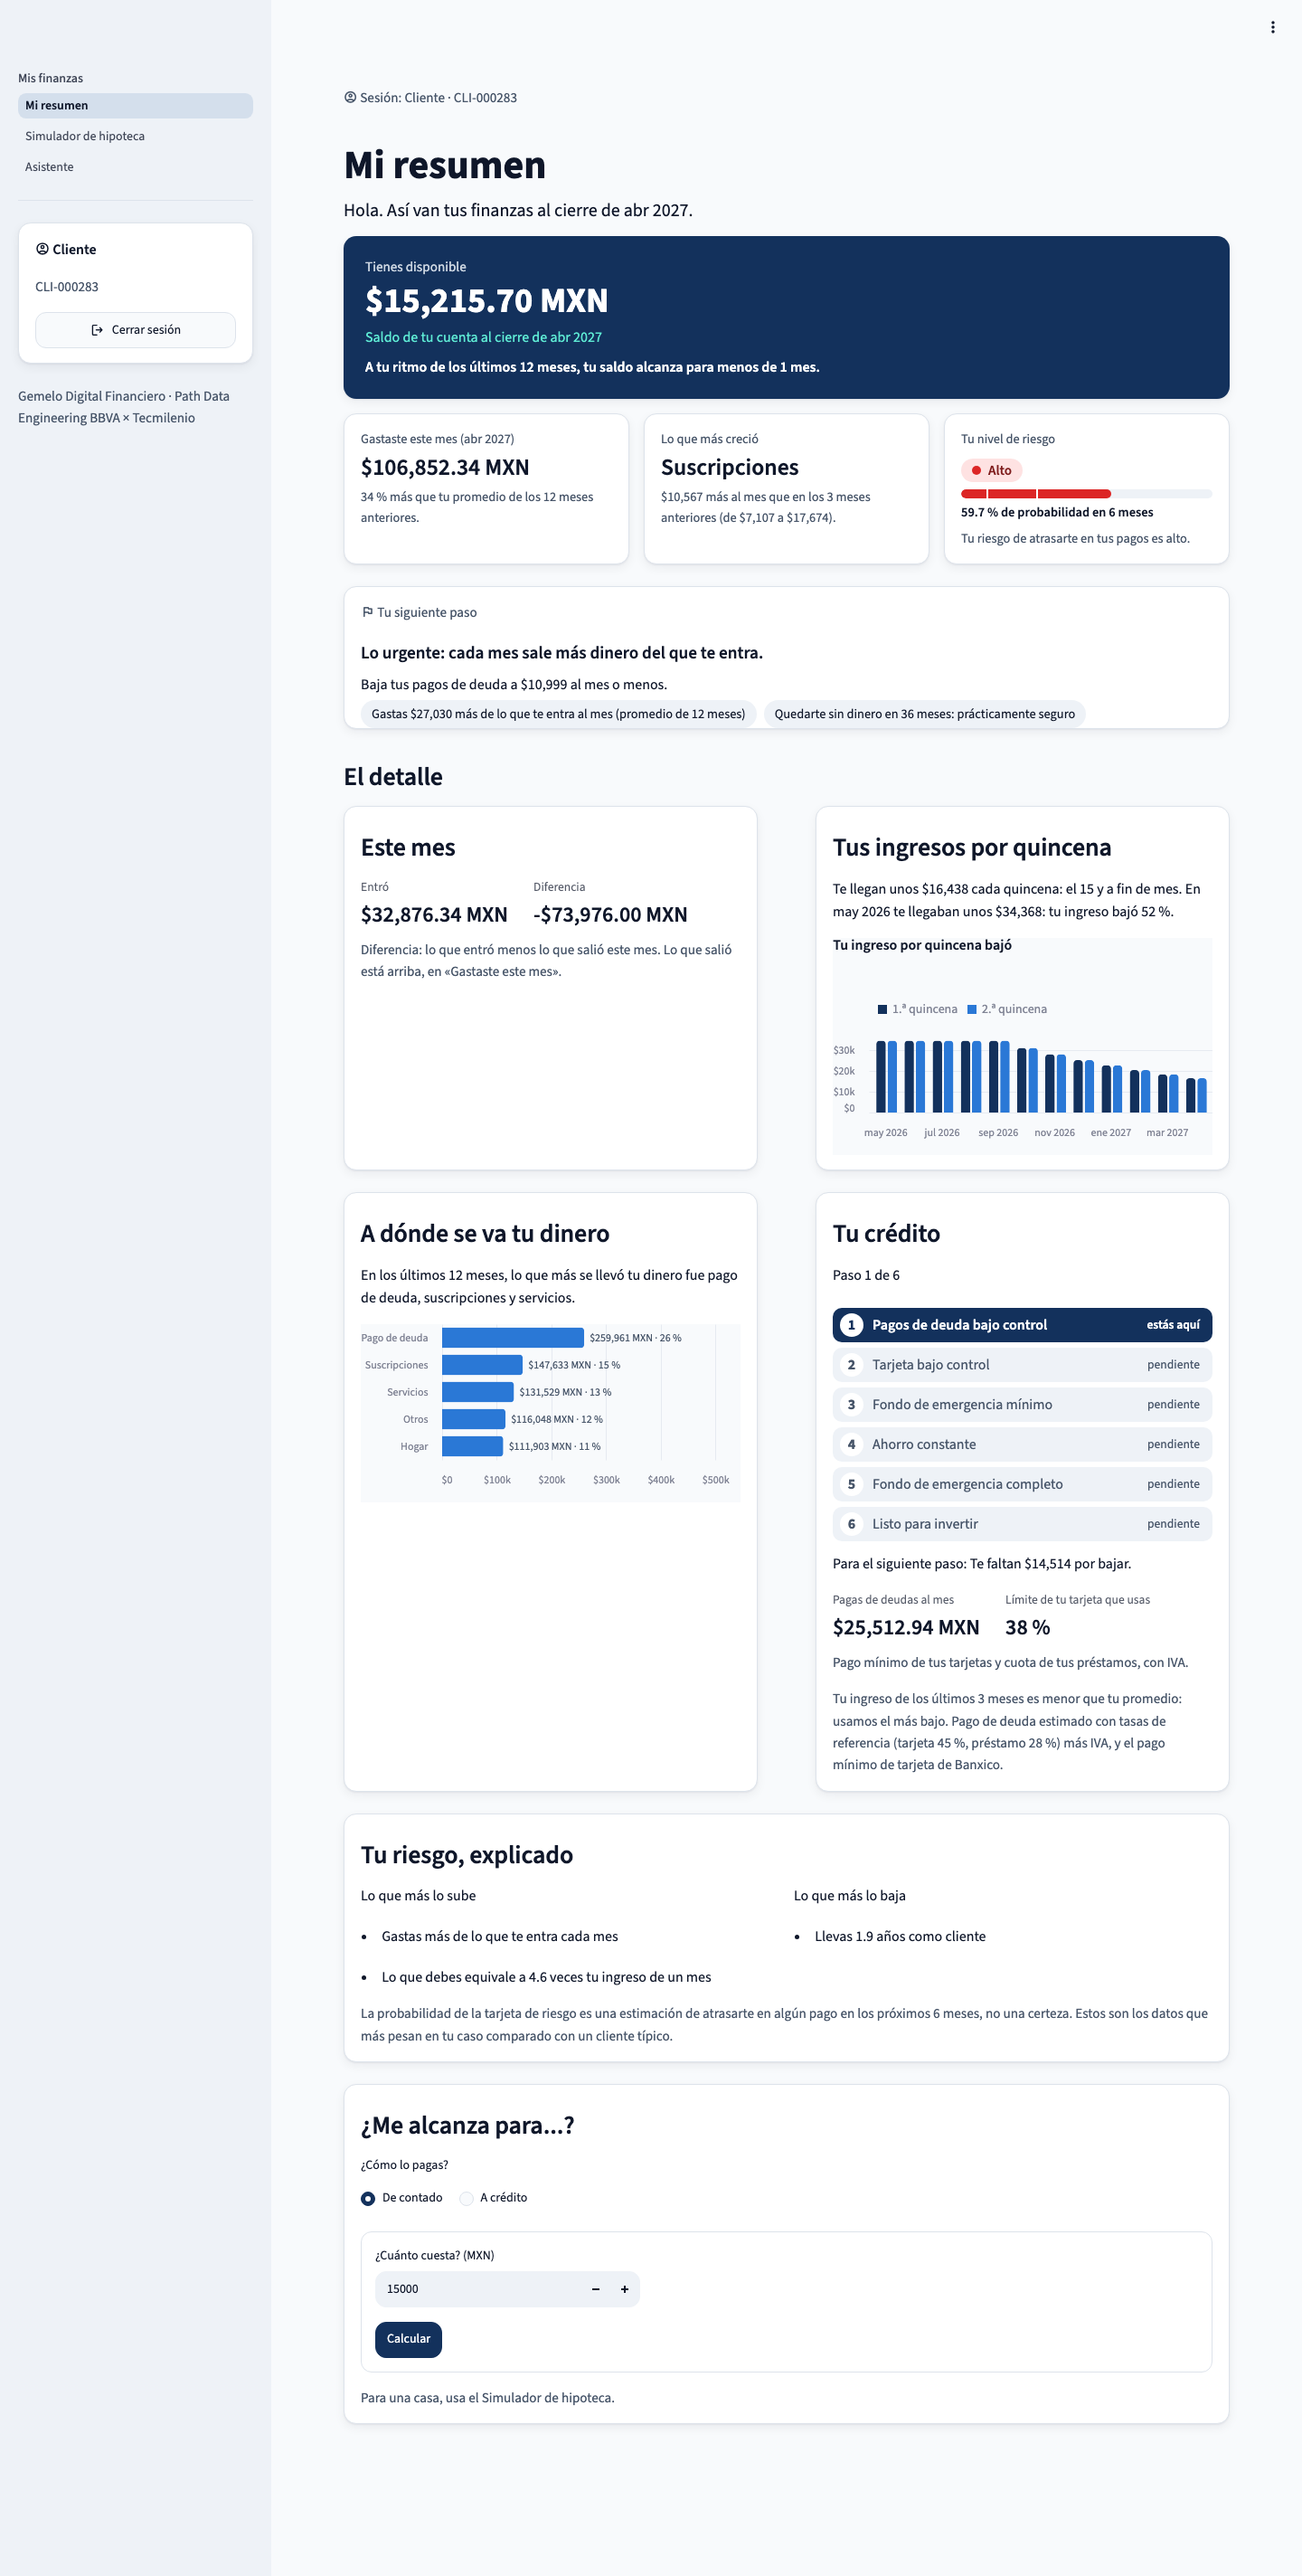 Mis finanzas
Mi resumen
Simulador de hipoteca
Asistente
Cliente
CLI-000283
Cerrar sesión
Gemelo Digital Financiero · Path Data
Engineering BBVA × Tecmilenio
Sesión: Cliente · CLI-000283
Mi resumen
Hola. Así van tus finanzas al cierre de abr 2027.
Tienes disponible
$15,215.70 MXN
Saldo de tu cuenta al cierre de abr 2027
A tu ritmo de los últimos 12 meses, tu saldo alcanza para menos de 1 mes.
Gastaste este mes (abr 2027)
$106,852.34 MXN
34 % más que tu promedio de los 12 meses
anteriores.
Lo que más creció
Suscripciones
$10,567 más al mes que en los 3 meses
anteriores (de $7,107 a $17,674).
Tu nivel de riesgo
Alto
59.7 % de probabilidad en 6 meses
Tu riesgo de atrasarte en tus pagos es alto.
Tu siguiente paso
Lo urgente: cada mes sale más dinero del que te entra.
Baja tus pagos de deuda a $10,999 al mes o menos.
Gastas $27,030 más de lo que te entra al mes (promedio de 12 meses)
Quedarte sin dinero en 36 meses: prácticamente seguro
El detalle
Este mes
Entró
$32,876.34 MXN
Diferencia
-$73,976.00 MXN
Diferencia: lo que entró menos lo que salió este mes. Lo que salió
está arriba, en «Gastaste este mes».
Tus ingresos por quincena
Te llegan unos $16,438 cada quincena: el 15 y a fin de mes. En
may 2026 te llegaban unos $34,368: tu ingreso bajó 52 %.
Tu ingreso por quincena bajó
1.ª quincena
2.ª quincena
$30k
$20k
$10k
$0
may 2026
jul 2026
sep 2026
nov 2026
ene 2027
mar 2027
A dónde se va tu dinero
En los últimos 12 meses, lo que más se llevó tu dinero fue pago
de deuda, suscripciones y servicios.
Pago de deuda
$259,961 MXN · 26 %
Suscripciones
$147,633 MXN · 15 %
Servicios
$131,529 MXN · 13 %
Otros
$116,048 MXN · 12 %
Hogar
$111,903 MXN · 11 %
$0
$100k
$200k
$300k
$400k
$500k
Tu crédito
Paso 1 de 6
1 Pagos de deuda bajo control estás aquí
2 Tarjeta bajo control pendiente
3 Fondo de emergencia mínimo pendiente
4 Ahorro constante pendiente
5 Fondo de emergencia completo pendiente
6 Listo para invertir pendiente
Para el siguiente paso: Te faltan $14,514 por bajar.
Pagas de deudas al mes
$25,512.94 MXN
Límite de tu tarjeta que usas
38 %
Pago mínimo de tus tarjetas y cuota de tus préstamos, con IVA.
Tu ingreso de los últimos 3 meses es menor que tu promedio:
usamos el más bajo. Pago de deuda estimado con tasas de
referencia (tarjeta 45 %, préstamo 28 %) más IVA, y el pago
mínimo de tarjeta de Banxico.
Tu riesgo, explicado
Lo que más lo sube
Gastas más de lo que te entra cada mes
Lo que debes equivale a 4.6 veces tu ingreso de un mes
Lo que más lo baja
Llevas 1.9 años como cliente
La probabilidad de la tarjeta de riesgo es una estimación de atrasarte en algún pago en los próximos 6 meses, no una certeza. Estos son los datos que
más pesan en tu caso comparado con un cliente típico.
¿Me alcanza para...?
¿Cómo lo pagas?
De contado
A crédito
¿Cuánto cuesta? (MXN)
15000
Calcular
Para una casa, usa el Simulador de hipoteca.